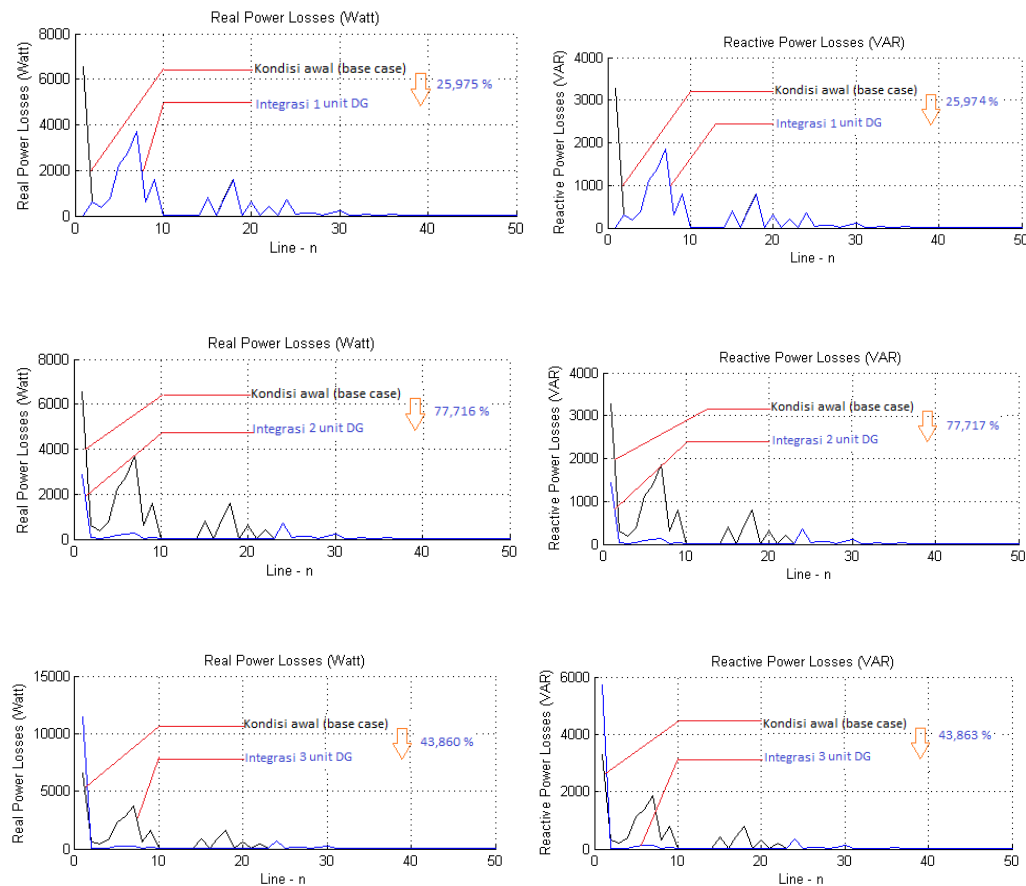 Real Power Losses (Watt)
Real Power Losses (Watt)
8000
6000
4000
2000
0
Kondisi awal (base case)
25,975 %
Integrasi 1 unit DG
0 10 20 30 40 50
Line - n
Reactive Power Losses (VAR)
Reactive Power Losses (VAR)
4000
3000
2000
1000
0
Kondisi awal (base case)
25,974 %
Integrasi 1 unit DG
0 10 20 30 40 50
Line - n
Real Power Losses (Watt)
Real Power Losses (Watt)
8000
6000
4000
2000
0
Kondisi awal (base case)
77,716 %
Integrasi 2 unit DG
0 10 20 30 40 50
Line - n
Reactive Power Losses (VAR)
Reactive Power Losses (VAR)
4000
3000
2000
1000
0
Kondisi awal (base case)
77,717 %
Integrasi 2 unit DG
0 10 20 30 40 50
Line - n
Real Power Losses (Watt)
Real Power Losses (Watt)
15000
10000
5000
0
Kondisi awal (base case)
43,860 %
Integrasi 3 unit DG
0 10 20 30 40 50
Line - n
Reactive Power Losses (VAR)
Reactive Power Losses (VAR)
6000
4000
2000
0
Kondisi awal (base case)
43,863 %
Integrasi 3 unit DG
0 10 20 30 40 50
Line - n